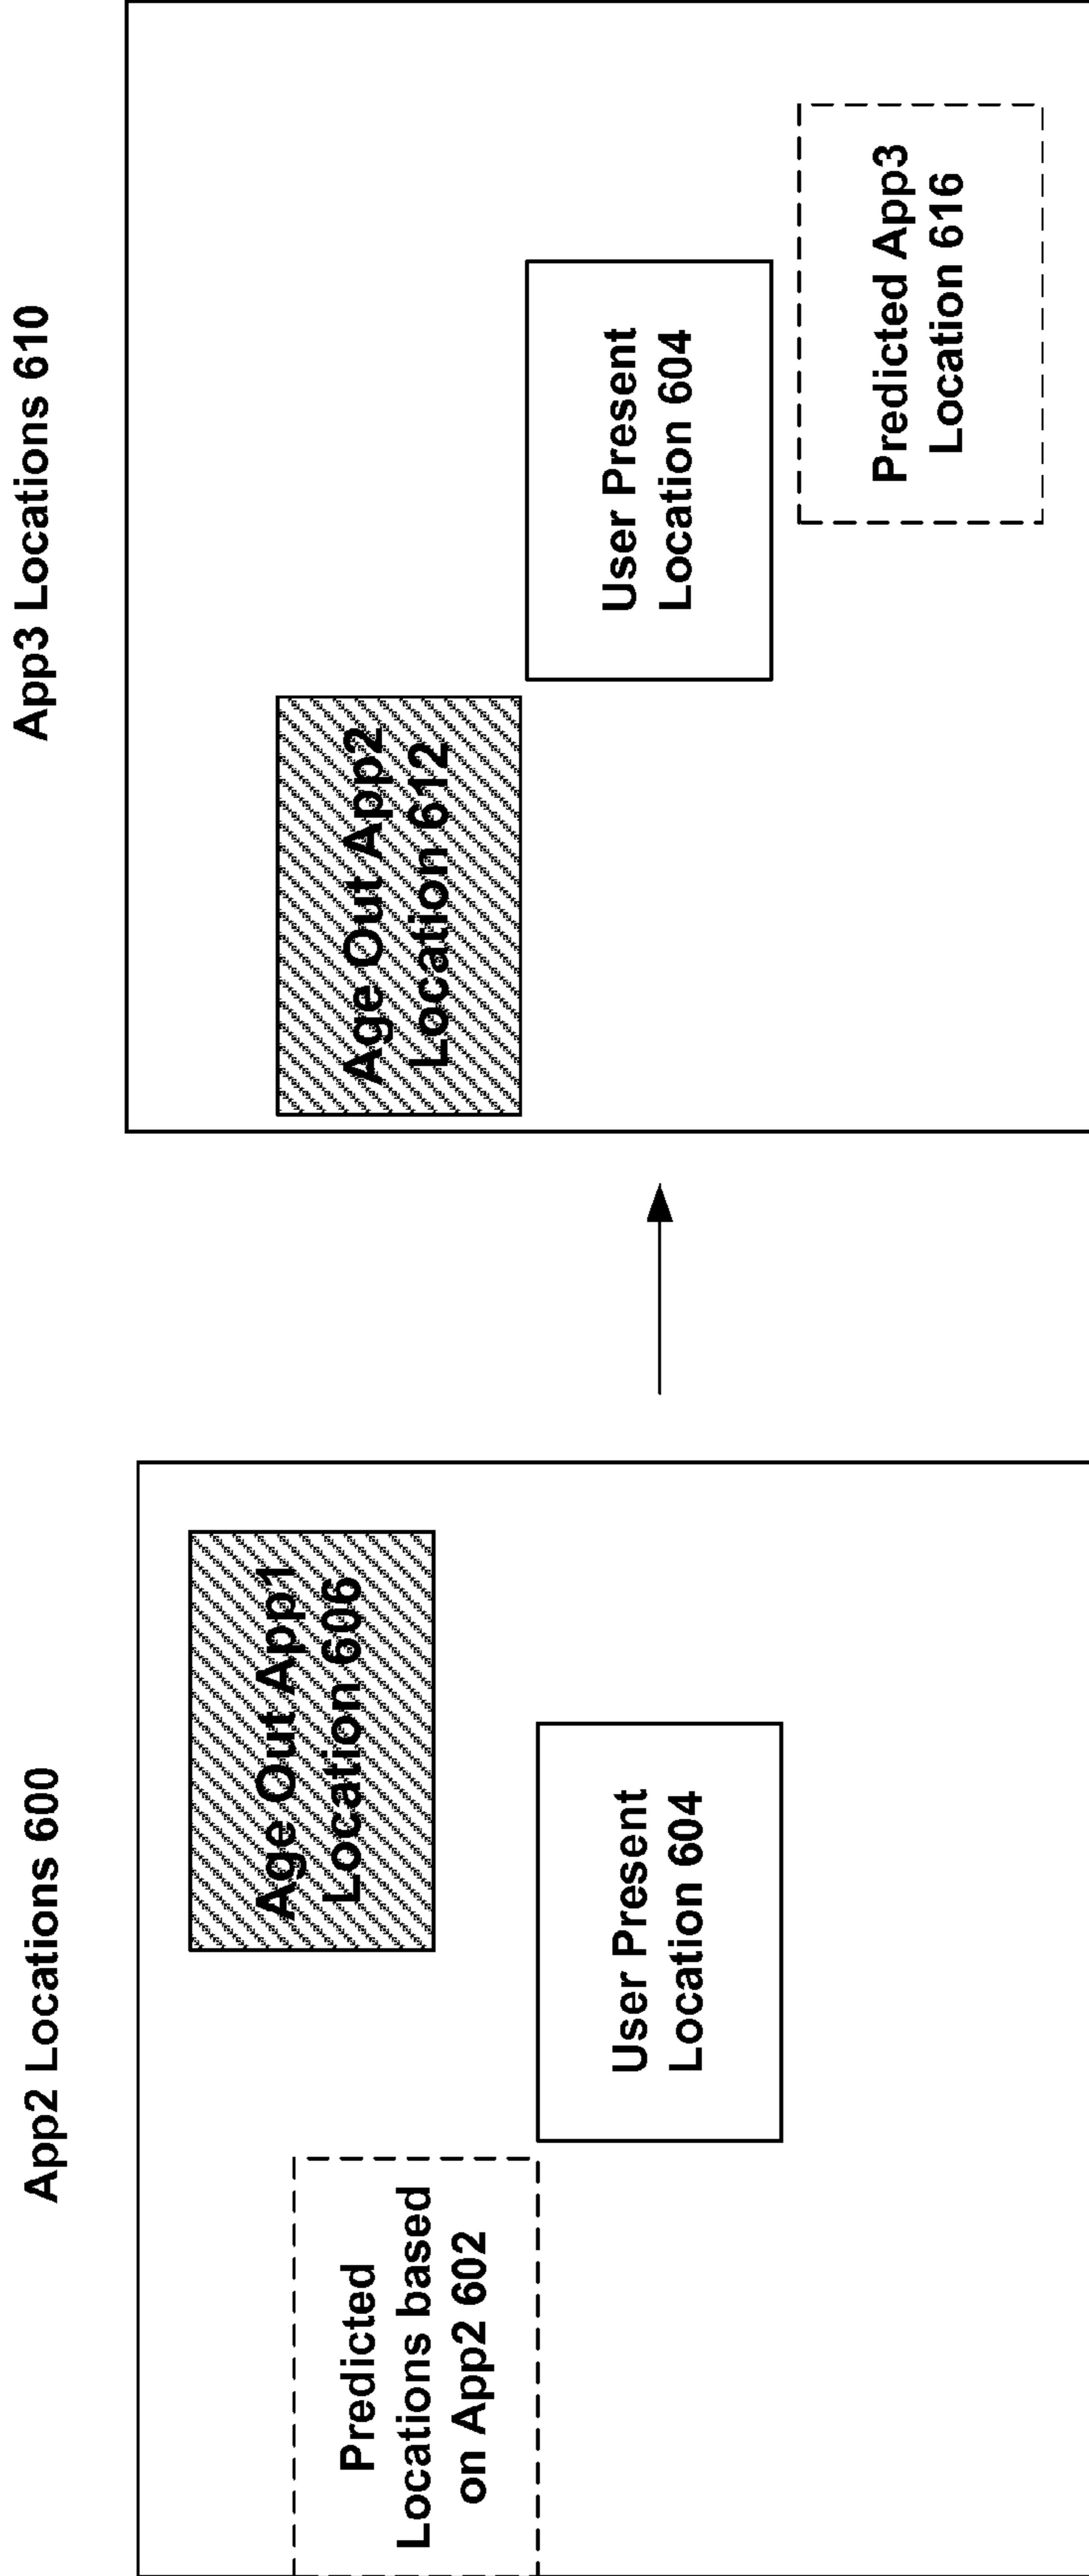 App2 Locations 600
Predicted
Locations based
on App2 602
Age Out App1
Location 606
User Present
Location 604
App3 Locations 610
Age Out App2
Location 612
User Present
Location 604
Predicted App3
Location 616